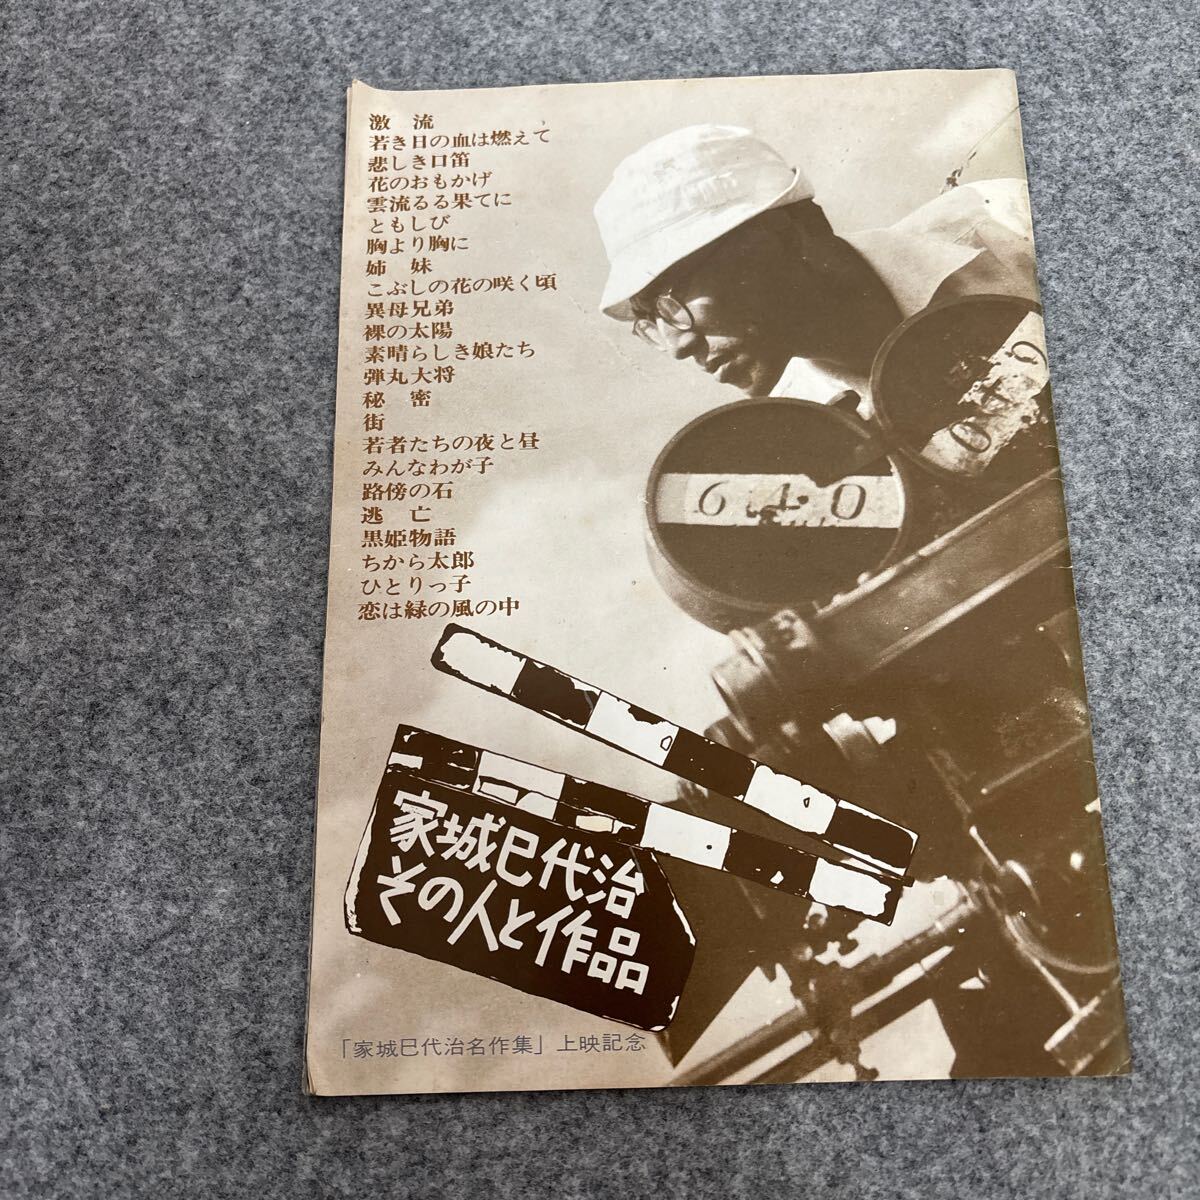 激流
若き日の血は燃えて
悲しき口笛
花のおもかげ
雲流るる果てに
ともしび
胸より胸に
姉妹
こぶしの花の咲く頃
異母兄弟
裸の太陽
素晴らしき娘たち
弾丸大将
秘密
街
若者たちの夜と昼
みんなわが子
路傍の石
逃亡
黒姫物語
ちから太郎
ひとりっ子
恋は緑の風の中
640
640
家城巳代治
その人と作品
「家城巳代治名作集」上映記念